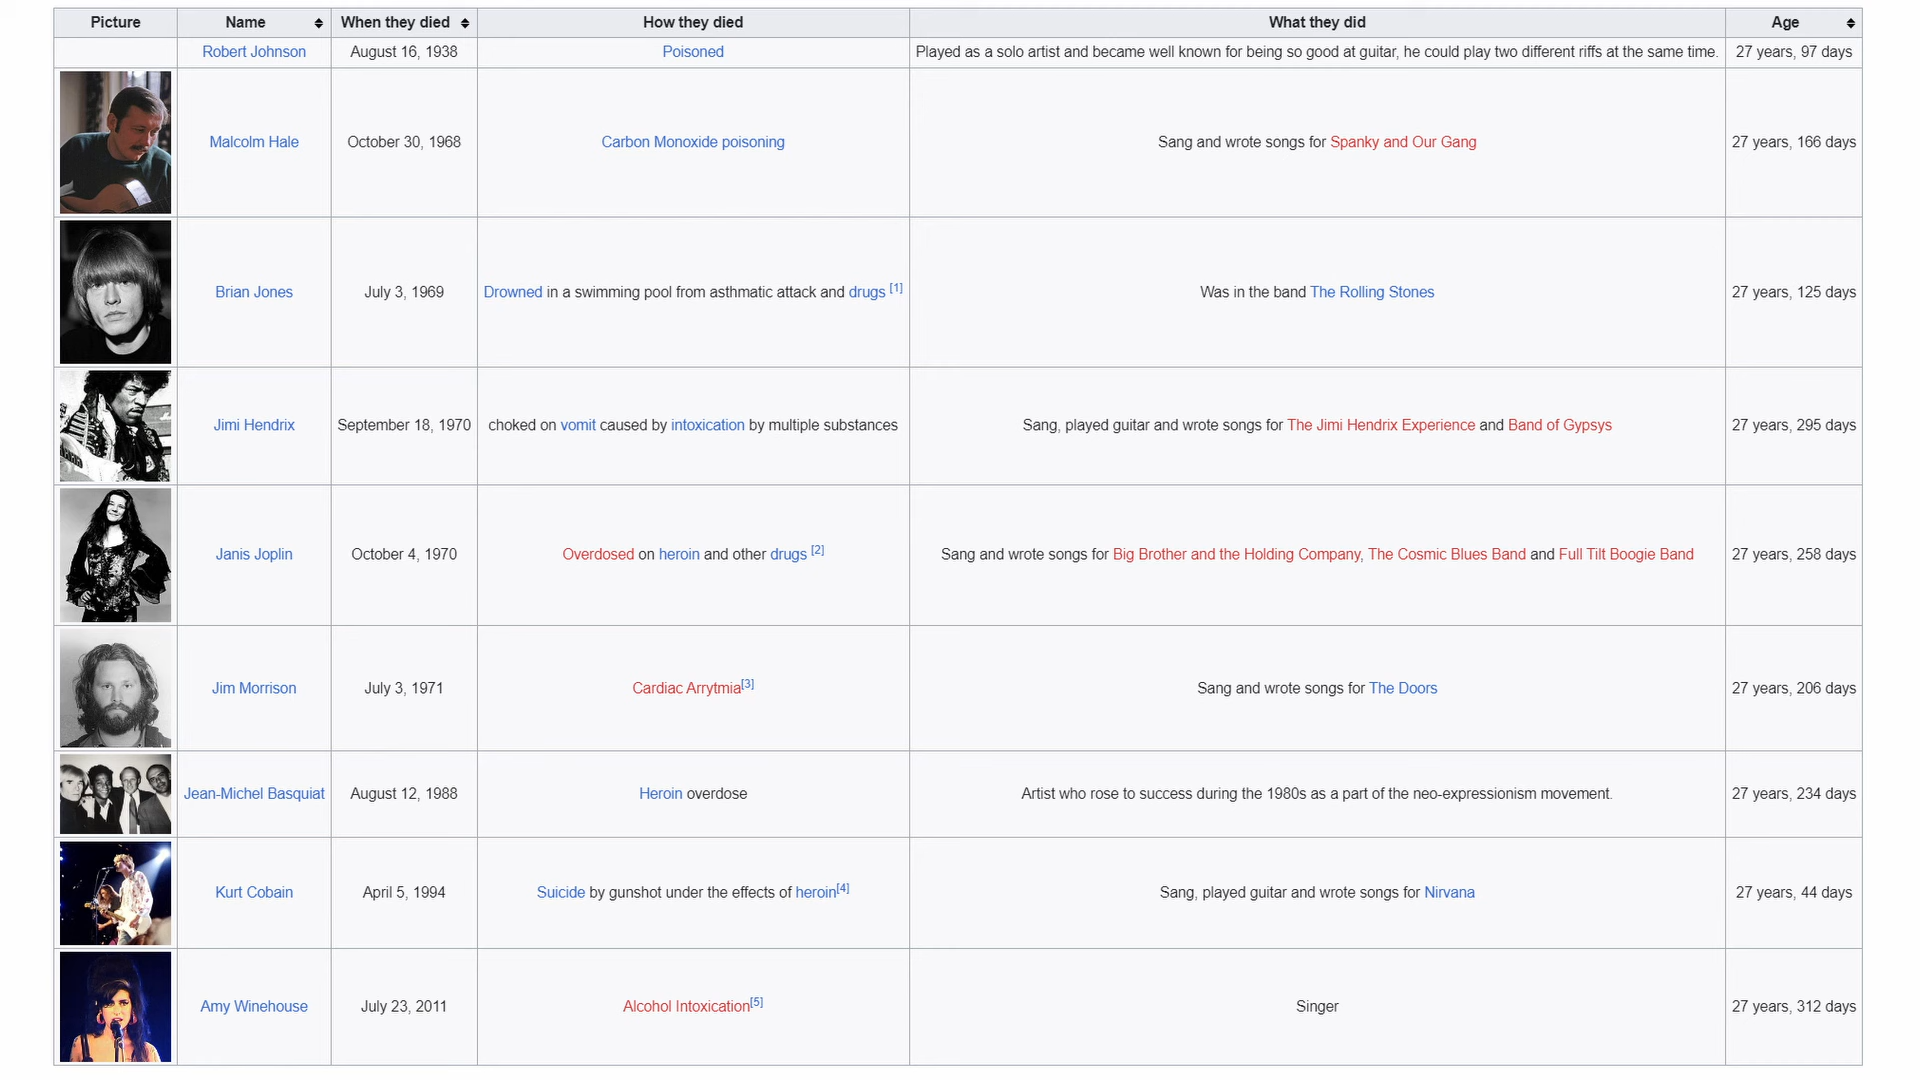 Picture Name When they died How they died What they did Age
Robert Johnson August 16, 1938 Poisoned Played as a solo artist and became well known for being so good at guitar, he could play two different riffs at the same time. 27 years, 97 days
Malcolm Hale October 30, 1968 Carbon Monoxide poisoning Sang and wrote songs for Spanky and Our Gang 27 years, 166 days
Brian Jones July 3, 1969 Drowned in a swimming pool from asthmatic attack and drugs [1] Was in the band The Rolling Stones 27 years, 125 days
Jimi Hendrix September 18, 1970 choked on vomit caused by intoxication by multiple substances Sang, played guitar and wrote songs for The Jimi Hendrix Experience and Band of Gypsys 27 years, 295 days
Janis Joplin October 4, 1970 Overdosed on heroin and other drugs [2] Sang and wrote songs for Big Brother and the Holding Company, The Cosmic Blues Band and Full Tilt Boogie Band 27 years, 258 days
Jim Morrison July 3, 1971 Cardiac Arrytmia[3] Sang and wrote songs for The Doors 27 years, 206 days
Jean-Michel Basquiat August 12, 1988 Heroin overdose Artist who rose to success during the 1980s as a part of the neo-expressionism movement. 27 years, 234 days
Kurt Cobain April 5, 1994 Suicide by gunshot under the effects of heroin[4] Sang, played guitar and wrote songs for Nirvana 27 years, 44 days
Amy Winehouse July 23, 2011 Alcohol Intoxication[5] Singer 27 years, 312 days